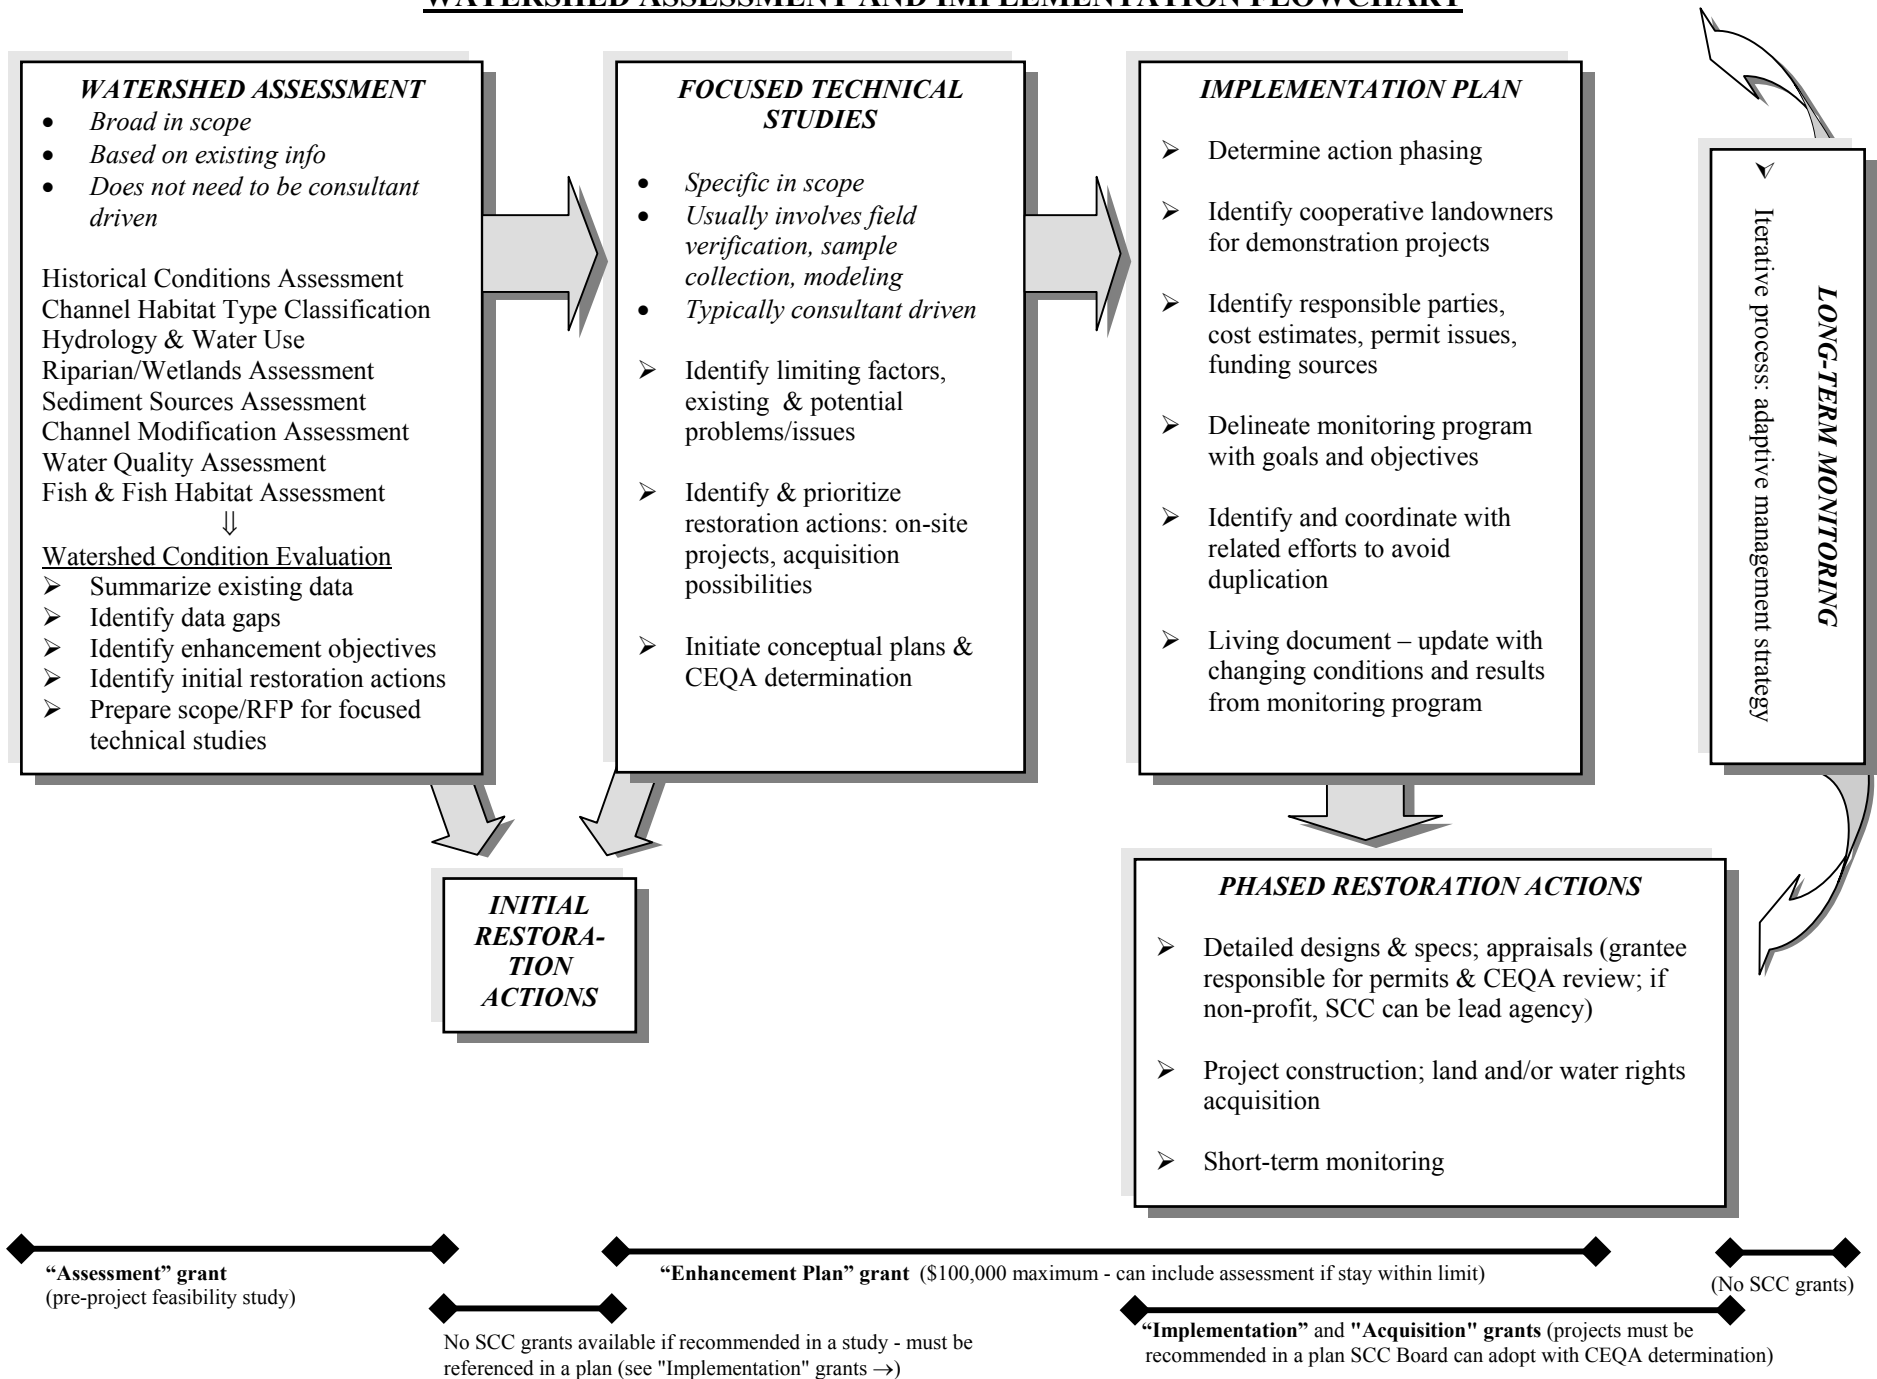 WATERSHED ASSESSMENT AND IMPLEMENTATION FLOWCHART
WATERSHED ASSESSMENT
• Broad in scope
• Based on existing info
• Does not need to be consultant
driven
Historical Conditions Assessment
Channel Habitat Type Classification
Hydrology & Water Use
Riparian/Wetlands Assessment
Sediment Sources Assessment
Channel Modification Assessment
Water Quality Assessment
Fish & Fish Habitat Assessment
⇓
Watershed Condition Evaluation
➢ Summarize existing data
➢ Identify data gaps
➢ Identify enhancement objectives
➢ Identify initial restoration actions
➢ Prepare scope/RFP for focused
technical studies
FOCUSED TECHNICAL
STUDIES
• Specific in scope
• Usually involves field
verification, sample
collection, modeling
• Typically consultant driven
➢ Identify limiting factors,
existing & potential
problems/issues
➢ Identify & prioritize
restoration actions: on-site
projects, acquisition
possibilities
➢ Initiate conceptual plans &
CEQA determination
IMPLEMENTATION PLAN
➢ Determine action phasing
➢ Identify cooperative landowners
for demonstration projects
➢ Identify responsible parties,
cost estimates, permit issues,
funding sources
➢ Delineate monitoring program
with goals and objectives
➢ Identify and coordinate with
related efforts to avoid
duplication
➢ Living document – update with
changing conditions and results
from monitoring program
LONG-TERM MONITORING
➢ Iterative process: adaptive management strategy
INITIAL
RESTORA-
TION
ACTIONS
PHASED RESTORATION ACTIONS
➢ Detailed designs & specs; appraisals (grantee
responsible for permits & CEQA review; if
non-profit, SCC can be lead agency)
➢ Project construction; land and/or water rights
acquisition
➢ Short-term monitoring
“Assessment” grant
(pre-project feasibility study)
No SCC grants available if recommended in a study - must be
referenced in a plan (see "Implementation" grants →)
“Enhancement Plan” grant ($100,000 maximum - can include assessment if stay within limit)
“Implementation” and "Acquisition" grants (projects must be
recommended in a plan SCC Board can adopt with CEQA determination)
(No SCC grants)